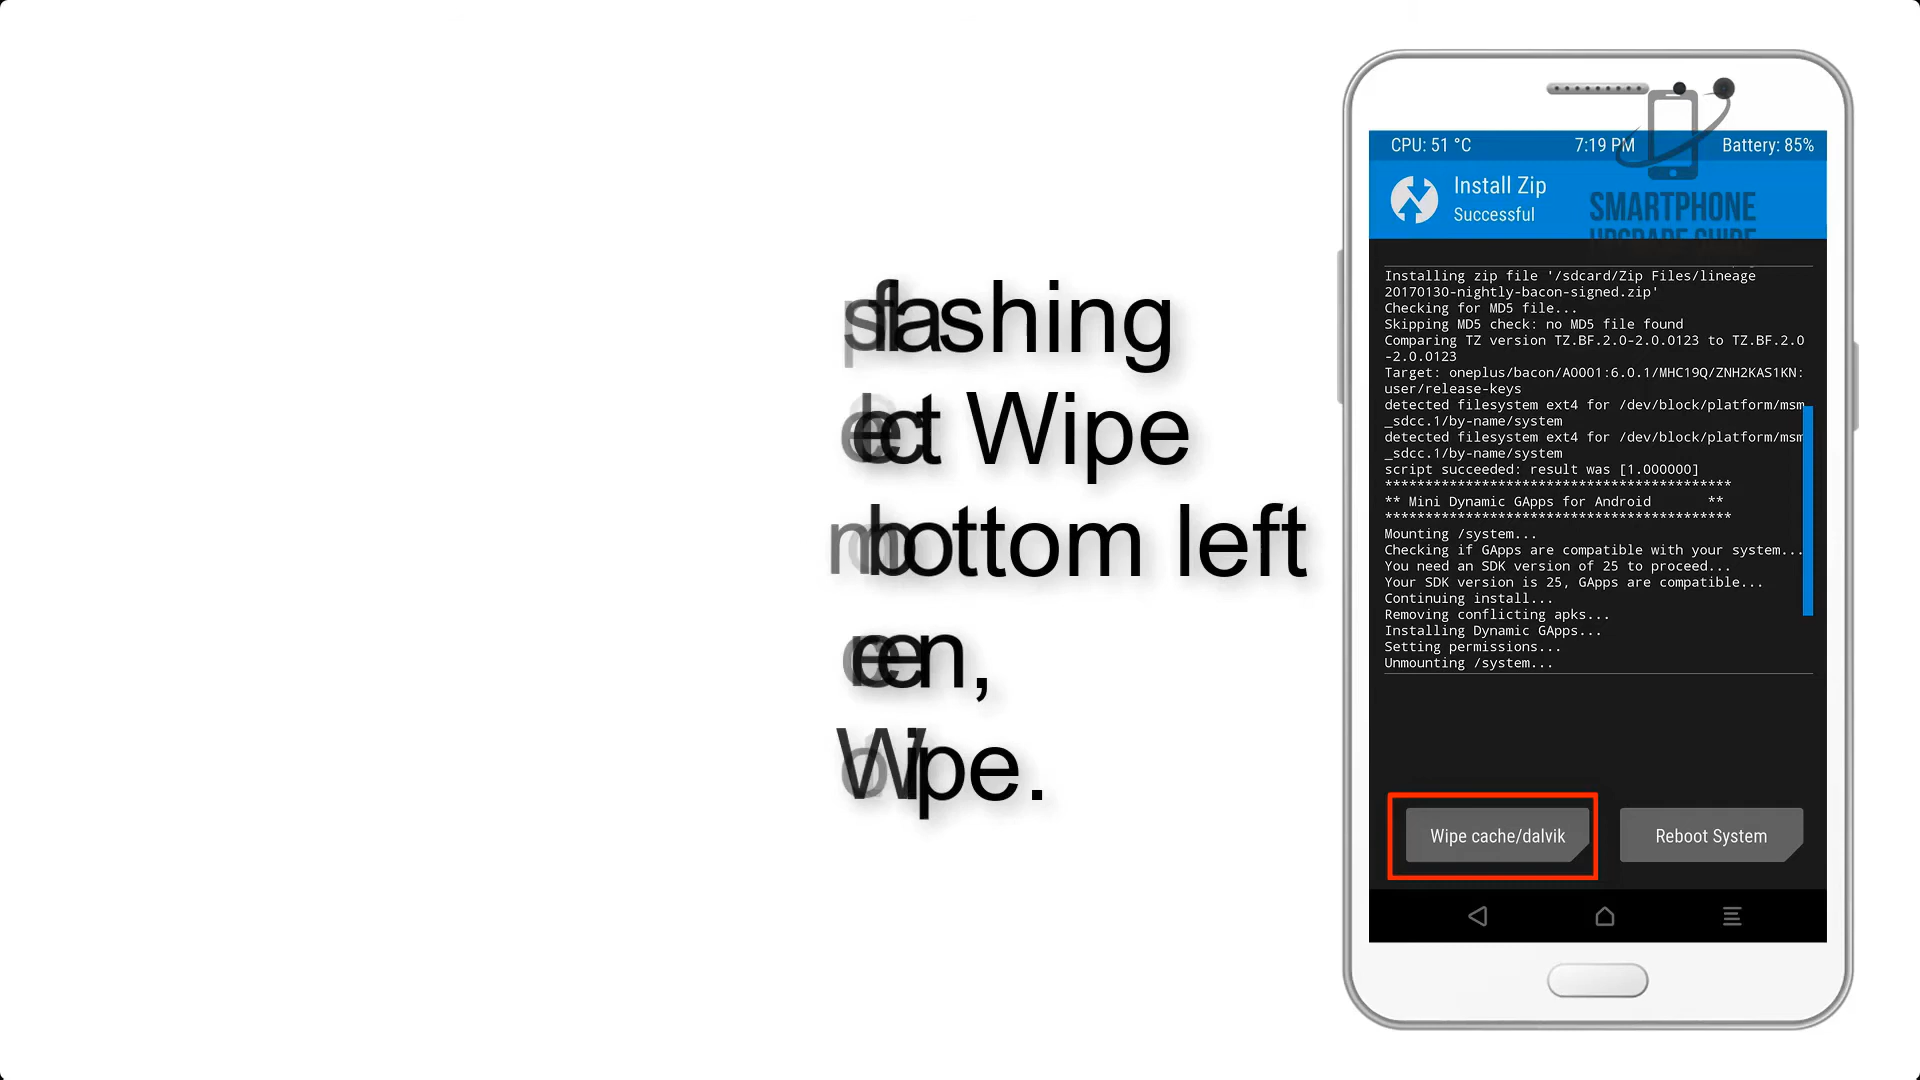 flashing
Wipe
bottom left
Wipe.
CPU: 51 °C 7:19 PM Battery: 85%
Install Zip
Successful
SMARTPHONE
UPGRADE GUIDE
Installing zip file '/sdcard/Zip Files/lineage
20170130-nightly-bacon-signed.zip'
Checking for MD5 file...
Skipping MD5 check: no MD5 file found
Comparing TZ version TZ.BF.2.0-2.0.0123 to TZ.BF.2.0
-2.0.0123
Target: oneplus/bacon/A0001:6.0.1/MHC19Q/ZNH2KAS1KN:
user/release-keys
detected filesystem ext4 for /dev/block/platform/msm
_sdcc.1/by-name/system
detected filesystem ext4 for /dev/block/platform/msm
_sdcc.1/by-name/system
script succeeded: result was [1.000000]
*******************************************
** Mini Dynamic GApps for Android **
*******************************************
Mounting /system...
Checking if GApps are compatible with your system...
You need an SDK version of 25 to proceed...
Your SDK version is 25, GApps are compatible...
Continuing install...
Removing conflicting apks...
Installing Dynamic GApps...
Setting permissions...
Unmounting /system...
Wipe cache/dalvik
Reboot System